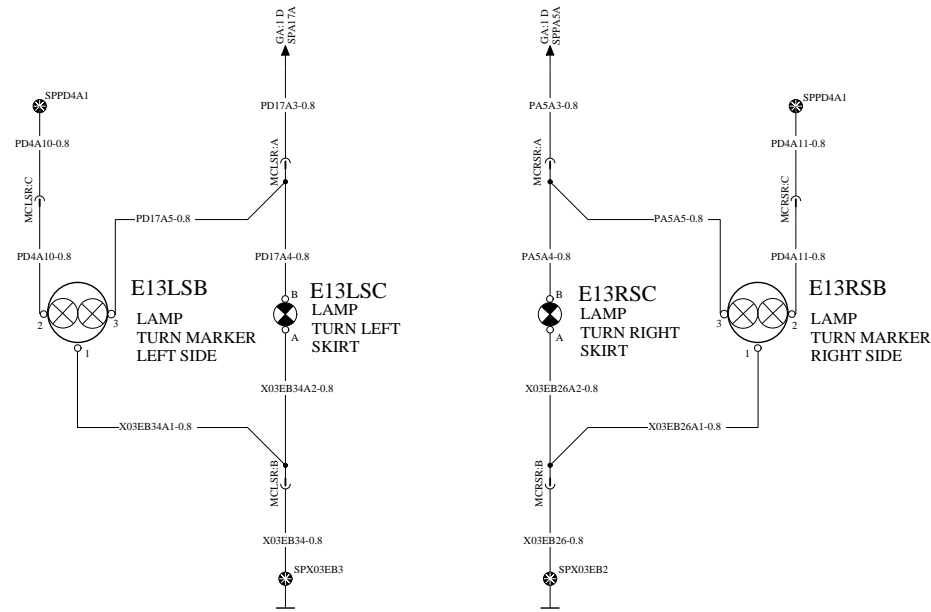 GA:1 D
SPA17A
GA:1 D
SPPA5A
SPPD4A1
SPPD4A1
PD17A3-0.8
PA5A3-0.8
PD4A10-0.8
MCLSR:A
MCRSR:A
PD4A11-0.8
MCLSR:C
MCRSR:C
PD17A5-0.8
PA5A5-0.8
PD4A10-0.8
PD17A4-0.8
PA5A4-0.8
PD4A11-0.8
E13LSB
LAMP
TURN MARKER
LEFT SIDE
2
3
1
B
E13LSC
LAMP
TURN LEFT
SKIRT
A
B
E13RSC
LAMP
TURN RIGHT
SKIRT
A
E13RSB
LAMP
TURN MARKER
RIGHT SIDE
3
2
1
X03EB34A2-0.8
X03EB26A2-0.8
X03EB34A1-0.8
X03EB26A1-0.8
MCLSR:B
MCRSR:B
X03EB34-0.8
X03EB26-0.8
SPX03EB3
SPX03EB2